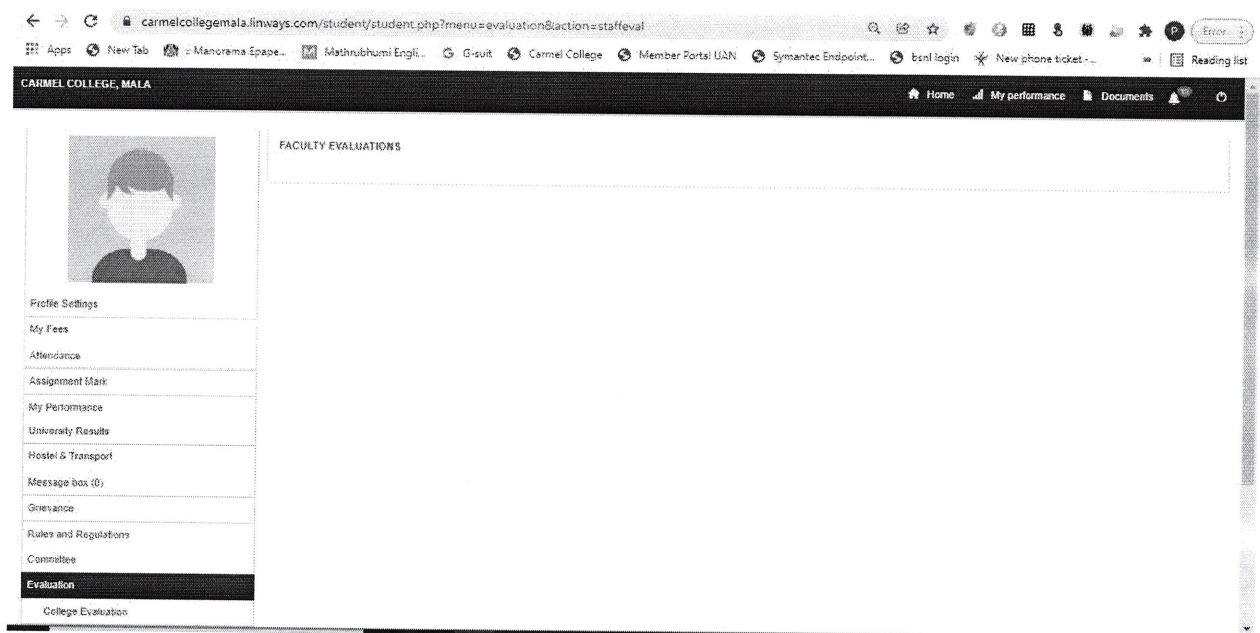 carmelcollegemala.linways.com/student/student.php?menu=evaluation&action=staffeval
Error
Apps New Tab Manorama Epape... Mathrubhumi Engli... G-suit Carmel College Member Portal UAN Symantec Endpoint... bsnl login New phone ticket -... » Reading list
CARMEL COLLEGE, MALA
Home My performance Documents
FACULTY EVALUATIONS
Profile Settings
My Fees
Attendance
Assignment Mark
My Performance
University Results
Hostel & Transport
Message box (0)
Grievance
Rules and Regulations
Committee
Evaluation
College Evaluation